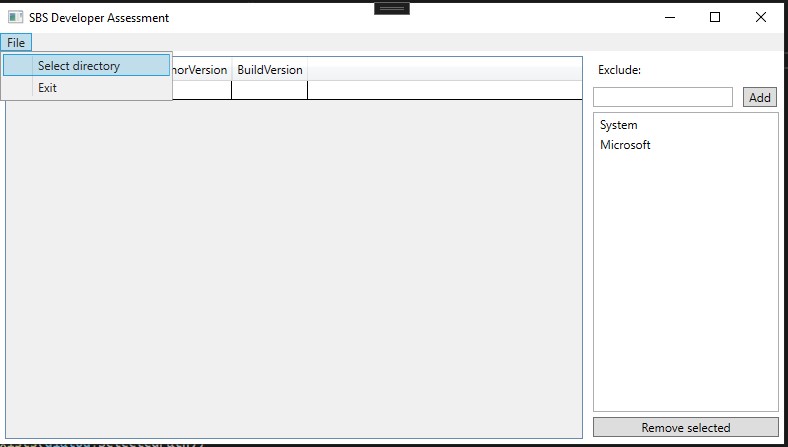 SBS Developer Assessment
File
Select directory
Exit
norVersion BuildVersion
Exclude:
Add
System
Microsoft
Remove selected